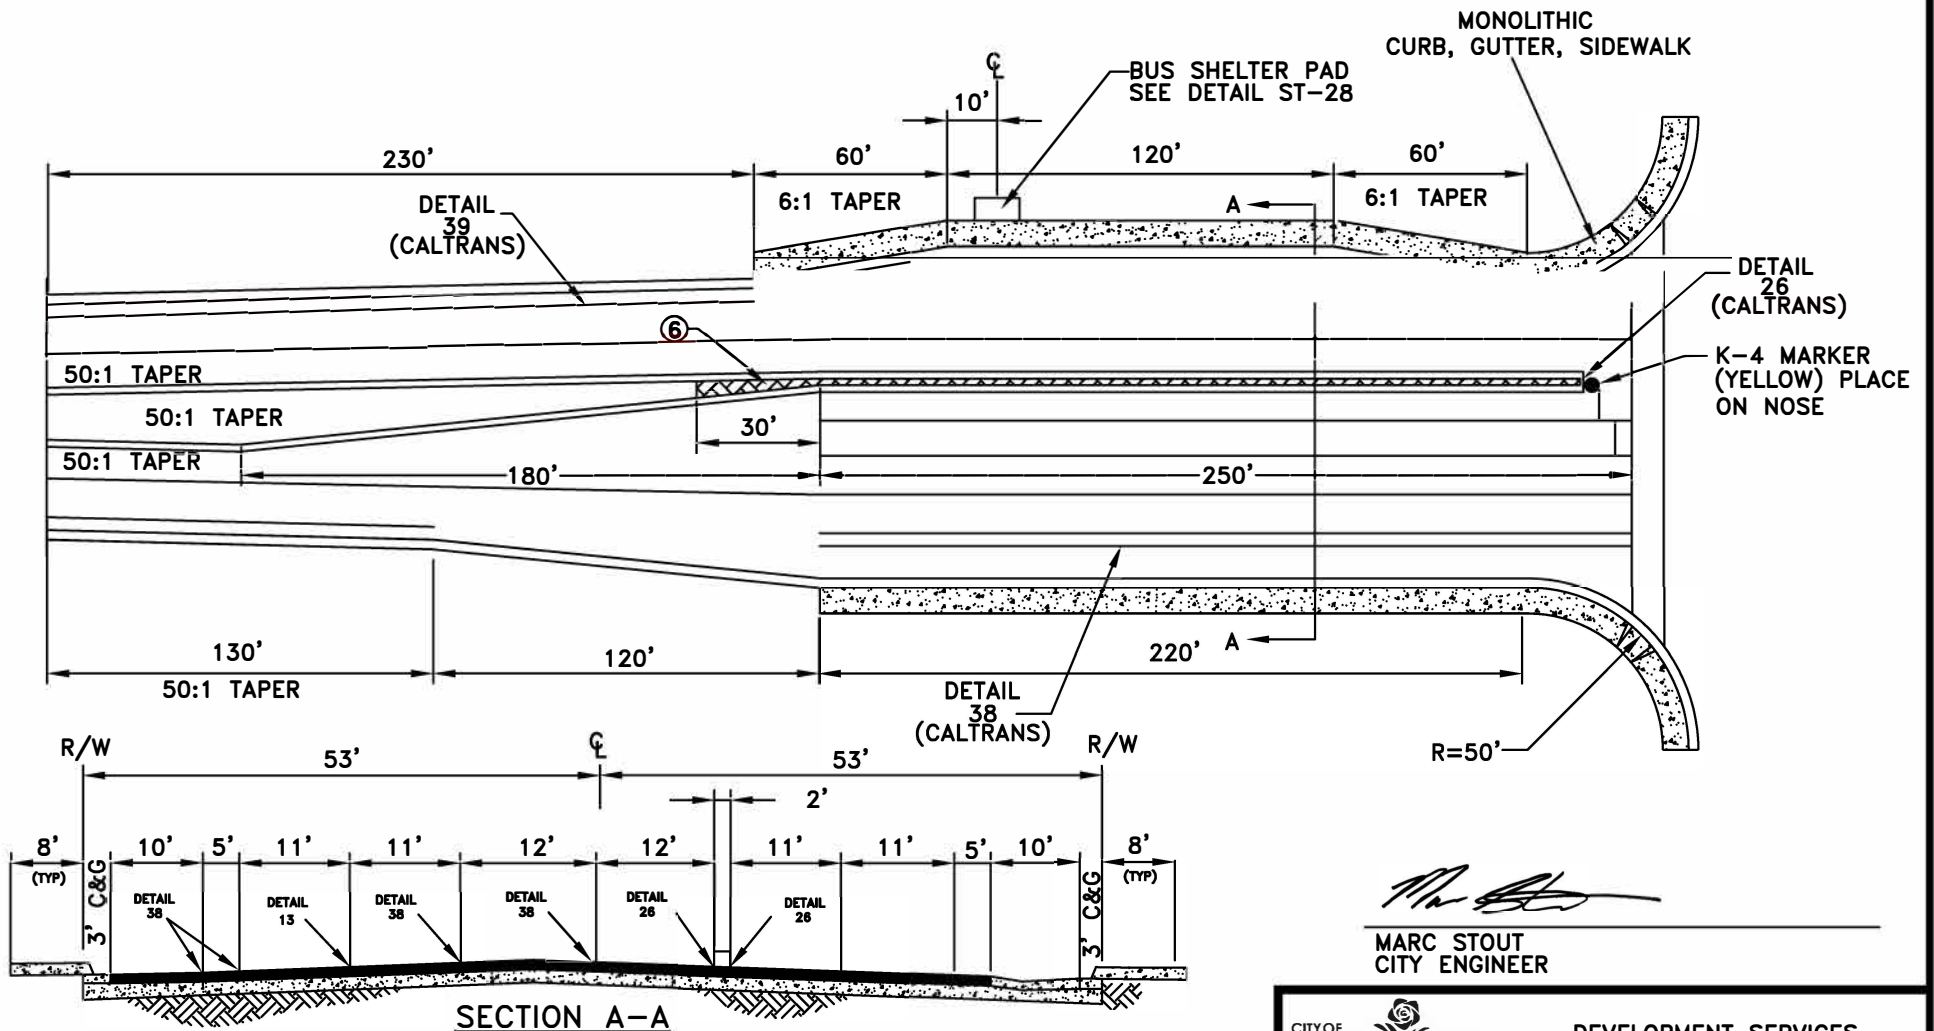 MONOLITHIC
CURB, GUTTER, SIDEWALK
℄
BUS SHELTER PAD
SEE DETAIL ST-28
10'
230'
60'
120'
60'
6:1 TAPER
6:1 TAPER
A
DETAIL
39
(CALTRANS)
DETAIL
26
(CALTRANS)
6
K-4 MARKER
(YELLOW) PLACE
ON NOSE
50:1 TAPER
50:1 TAPER
50:1 TAPER
30'
180'
250'
A
130'
120'
220'
50:1 TAPER
DETAIL
38
(CALTRANS)
R=50'
R/W
℄
R/W
53'
53'
2'
8'
(TYP)
3' C&G
10'
5'
11'
11'
12'
12'
11'
11'
5'
10'
3' C&G
8'
(TYP)
DETAIL
38
DETAIL
13
DETAIL
38
DETAIL
38
DETAIL
26
DETAIL
26
SECTION A-A
MARC STOUT
CITY ENGINEER
CITY OF
DEVELOPMENT SERVICES